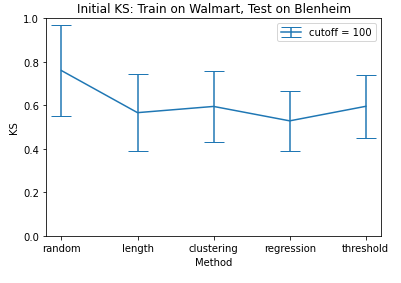 Initial KS: Train on Walmart, Test on Blenheim
cutoff = 100
1.0
0.8
0.6
0.4
0.2
0.0
KS
random length clustering regression threshold
Method